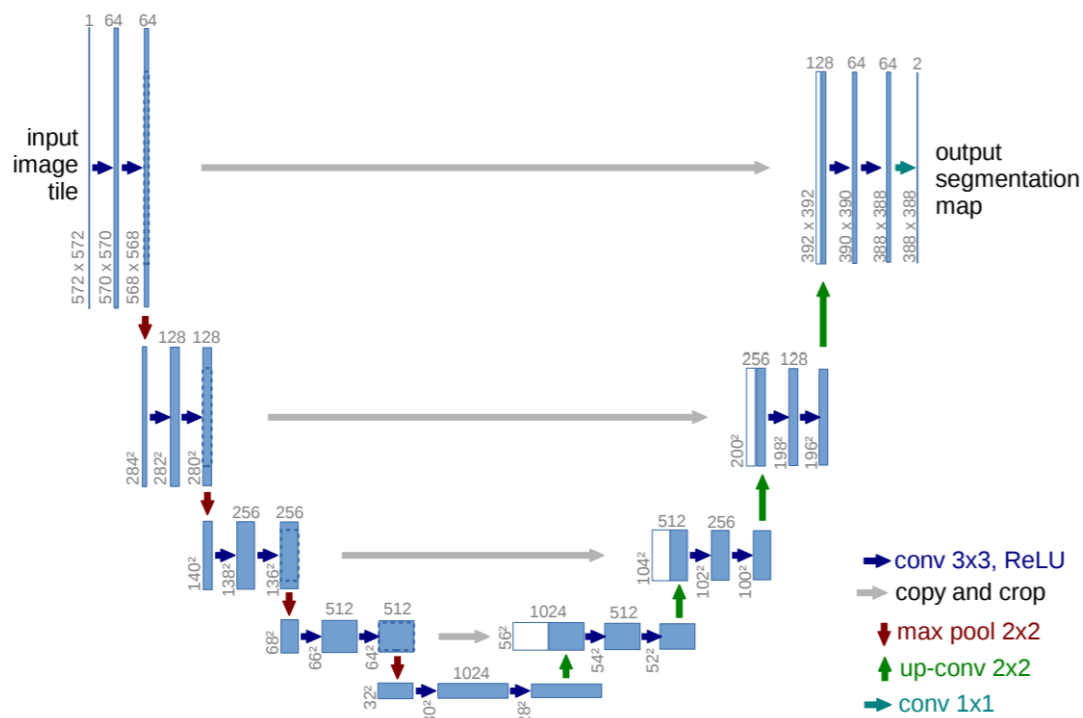 1 64 64
input
image
tile
572 x 572
570 x 570
568 x 568
128 64 64 2
output
segmentation
map
392 x 392
390 x 390
388 x 388
388 x 388
128 128
284²
282²
280²
256 128
200²
198²
196²
256 256
140²
138²
136²
512 256
104²
102²
100²
512 512
68²
66²
64²
1024 512
56²
54²
52²
1024
32²
30²
28²
conv 3x3, ReLU
copy and crop
max pool 2x2
up-conv 2x2
conv 1x1